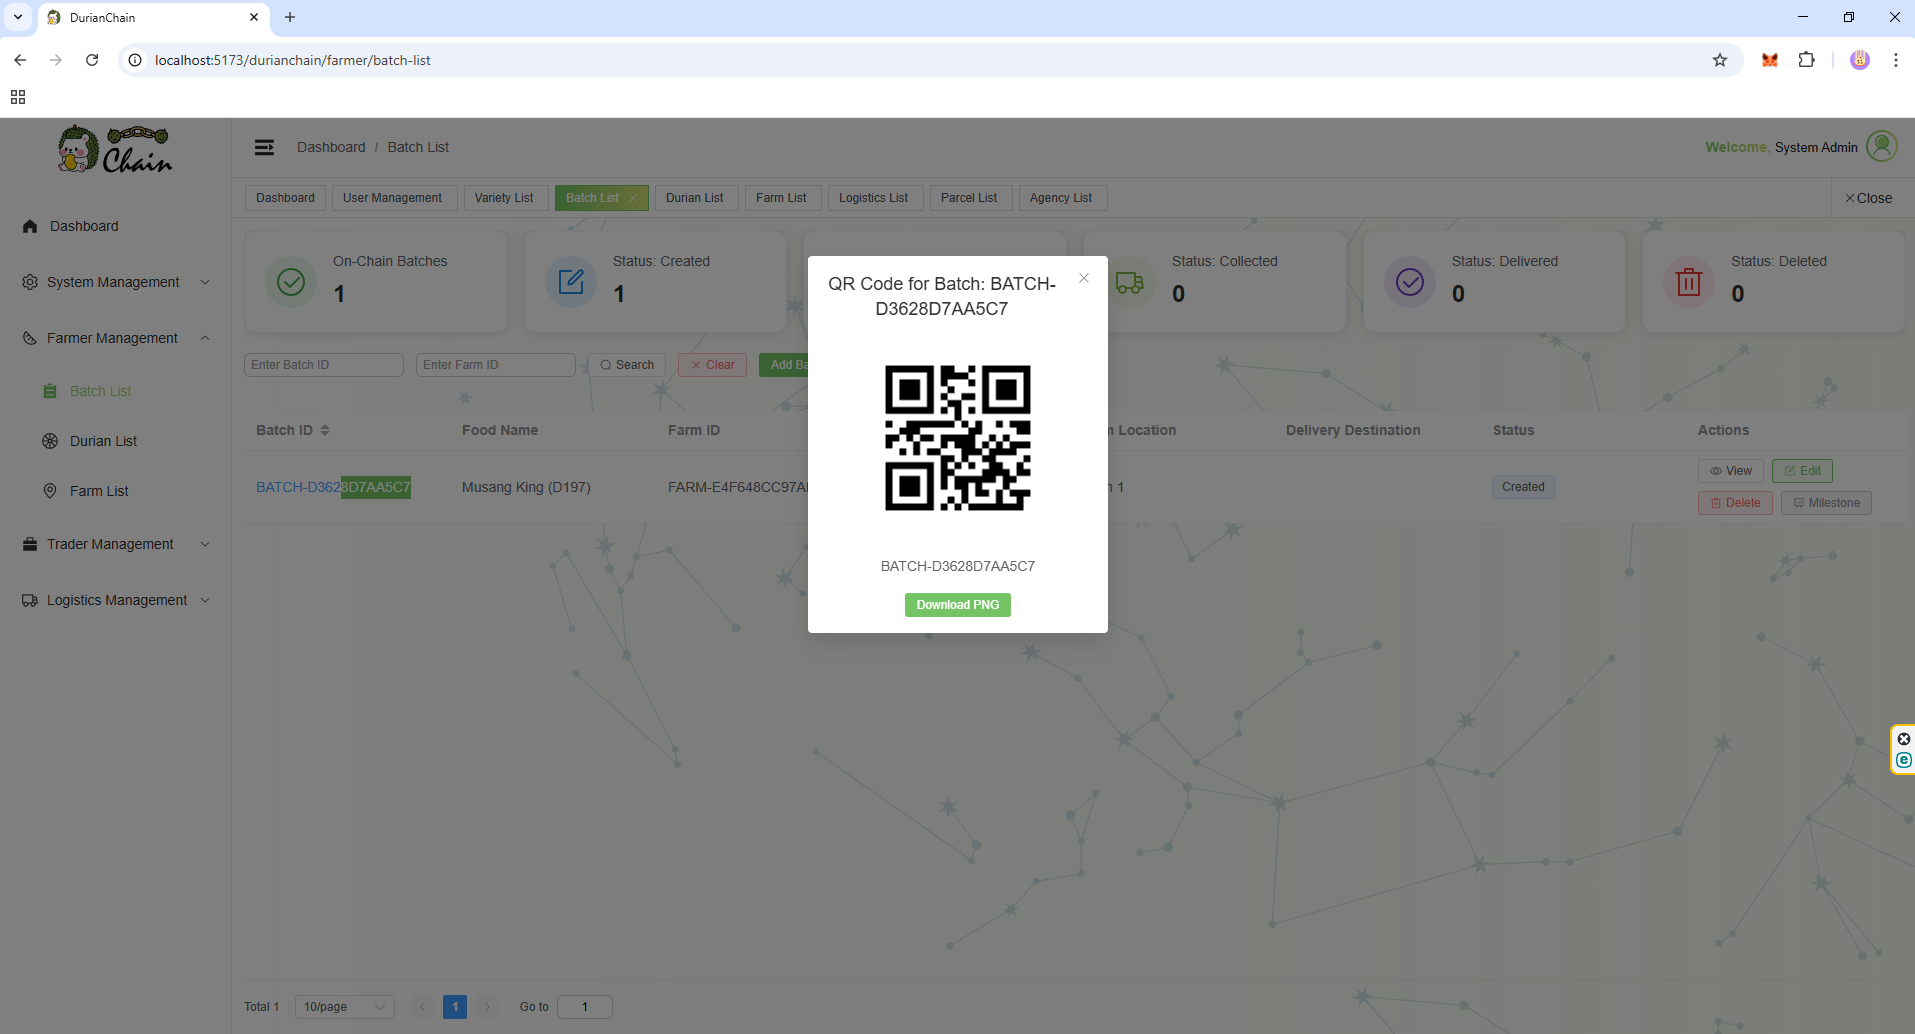 DurianChain
localhost:5173/durianchain/farmer/batch-list
Chain
Dashboard / Batch List
Welcome, System Admin
Dashboard
User Management
Variety List
Batch List
Durian List
Farm List
Logistics List
Parcel List
Agency List
Close
Dashboard
System Management
Farmer Management
Batch List
Durian List
Farm List
Trader Management
Logistics Management
On-Chain Batches
1
Status: Created
1
Status: Collected
0
Status: Delivered
0
Status: Deleted
0
Enter Batch ID
Enter Farm ID
Search
Clear
Add Ba
Batch ID
Food Name
Farm ID
Location
Delivery Destination
Status
Actions
BATCH-D3628D7AA5C7
Musang King (D197)
FARM-E4F648CC97A
1
Created
View
Edit
Delete
Milestone
QR Code for Batch: BATCH-
D3628D7AA5C7
BATCH-D3628D7AA5C7
Download PNG
Total 1
10/page
1
Go to
1